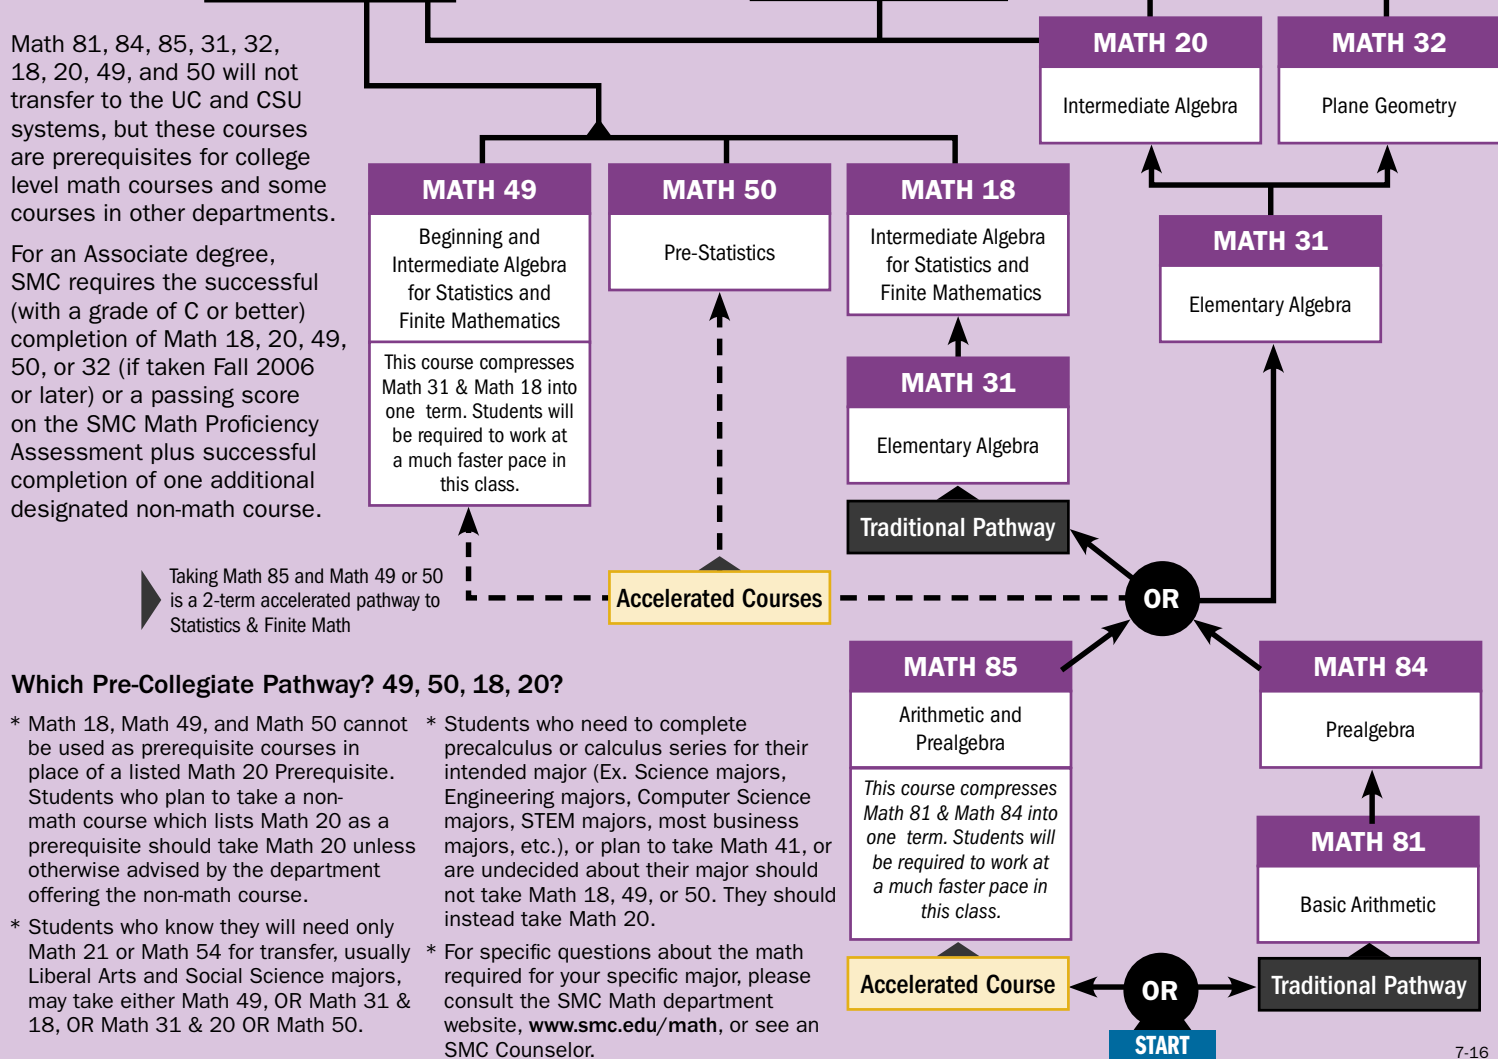 Math 81, 84, 85, 31, 32,
18, 20, 49, and 50 will not
transfer to the UC and CSU
systems, but these courses
are prerequisites for college
level math courses and some
courses in other departments.
For an Associate degree,
SMC requires the successful
(with a grade of C or better)
completion of Math 18, 20, 49,
50, or 32 (if taken Fall 2006
or later) or a passing score
on the SMC Math Proficiency
Assessment plus successful
completion of one additional
designated non-math course.
MATH 20
Intermediate Algebra
MATH 32
Plane Geometry
MATH 49
Beginning and
Intermediate Algebra
for Statistics and
Finite Mathematics
This course compresses
Math 31 & Math 18 into
one term. Students will
be required to work at
a much faster pace in
this class.
MATH 50
Pre-Statistics
MATH 18
Intermediate Algebra
for Statistics and
Finite Mathematics
MATH 31
Elementary Algebra
MATH 31
Elementary Algebra
Traditional Pathway
Taking Math 85 and Math 49 or 50
is a 2-term accelerated pathway to
Statistics & Finite Math
Accelerated Courses
OR
Which Pre-Collegiate Pathway? 49, 50, 18, 20?
* Math 18, Math 49, and Math 50 cannot
be used as prerequisite courses in
place of a listed Math 20 Prerequisite.
Students who plan to take a non-
math course which lists Math 20 as a
prerequisite should take Math 20 unless
otherwise advised by the department
offering the non-math course.
* Students who know they will need only
Math 21 or Math 54 for transfer, usually
Liberal Arts and Social Science majors,
may take either Math 49, OR Math 31 &
18, OR Math 31 & 20 OR Math 50.
* Students who need to complete
precalculus or calculus series for their
intended major (Ex. Science majors,
Engineering majors, Computer Science
majors, STEM majors, most business
majors, etc.), or plan to take Math 41, or
are undecided about their major should
not take Math 18, 49, or 50. They should
instead take Math 20.
* For specific questions about the math
required for your specific major, please
consult the SMC Math department
website, www.smc.edu/math, or see an
SMC Counselor.
MATH 85
Arithmetic and
Prealgebra
This course compresses
Math 81 & Math 84 into
one term. Students will
be required to work at
a much faster pace in
this class.
MATH 84
Prealgebra
MATH 81
Basic Arithmetic
Accelerated Course
OR
Traditional Pathway
START
7-16